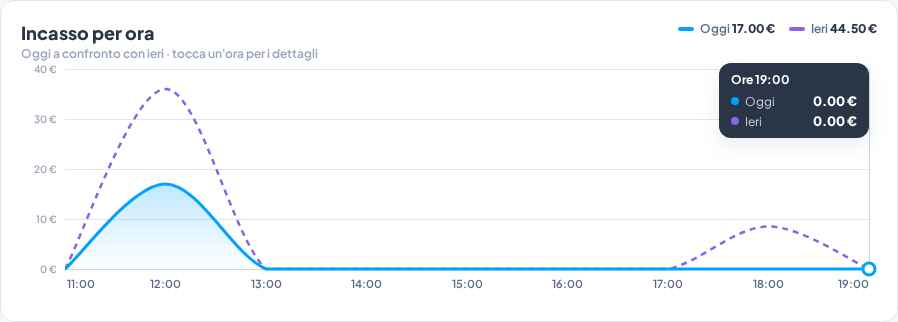 Incasso per ora
Oggi 17.00 €
Ieri 44.50 €
Oggi a confronto con ieri · tocca un'ora per i dettagli
40 €
30 €
20 €
10 €
0 €
Ore 19:00
Oggi 0.00 €
Ieri 0.00 €
11:00 12:00 13:00 14:00 15:00 16:00 17:00 18:00 19:00